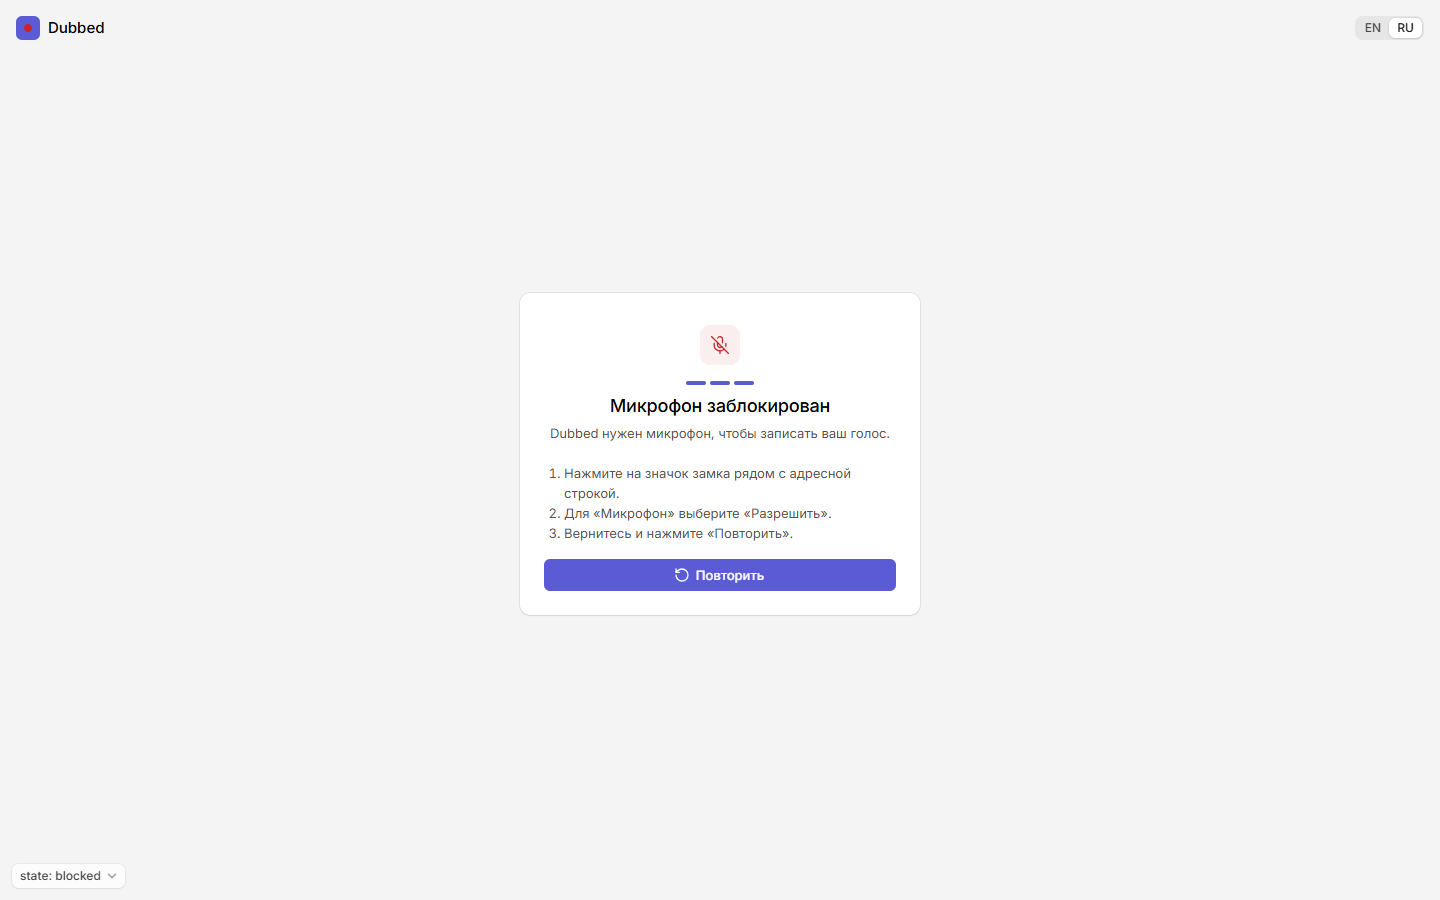 Dubbed
EN RU
Микрофон заблокирован
Dubbed нужен микрофон, чтобы записать ваш голос.
1. Нажмите на значок замка рядом с адресной
строкой.
2. Для «Микрофон» выберите «Разрешить».
3. Вернитесь и нажмите «Повторить».
Повторить
state: blocked